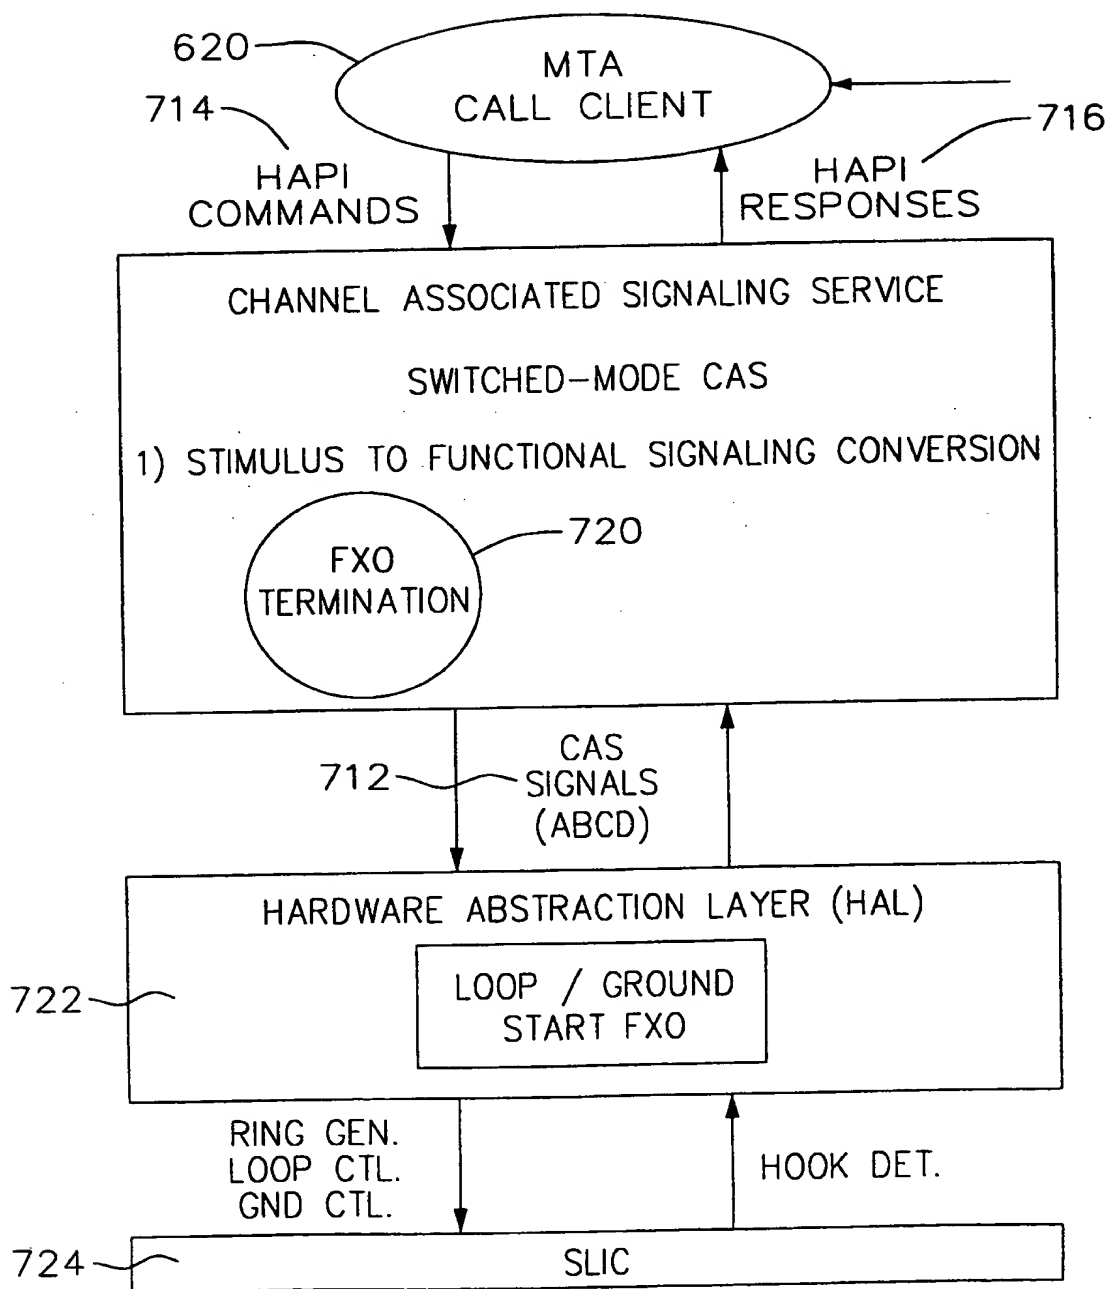 620
MTA
CALL CLIENT
714
716
HAPI
COMMANDS
HAPI
RESPONSES
CHANNEL ASSOCIATED SIGNALING SERVICE
SWITCHED-MODE CAS
1) STIMULUS TO FUNCTIONAL SIGNALING CONVERSION
720
FXO
TERMINATION
712
CAS
SIGNALS
(ABCD)
HARDWARE ABSTRACTION LAYER (HAL)
722
LOOP / GROUND
START FXO
RING GEN.
LOOP CTL.
GND CTL.
HOOK DET.
724
SLIC